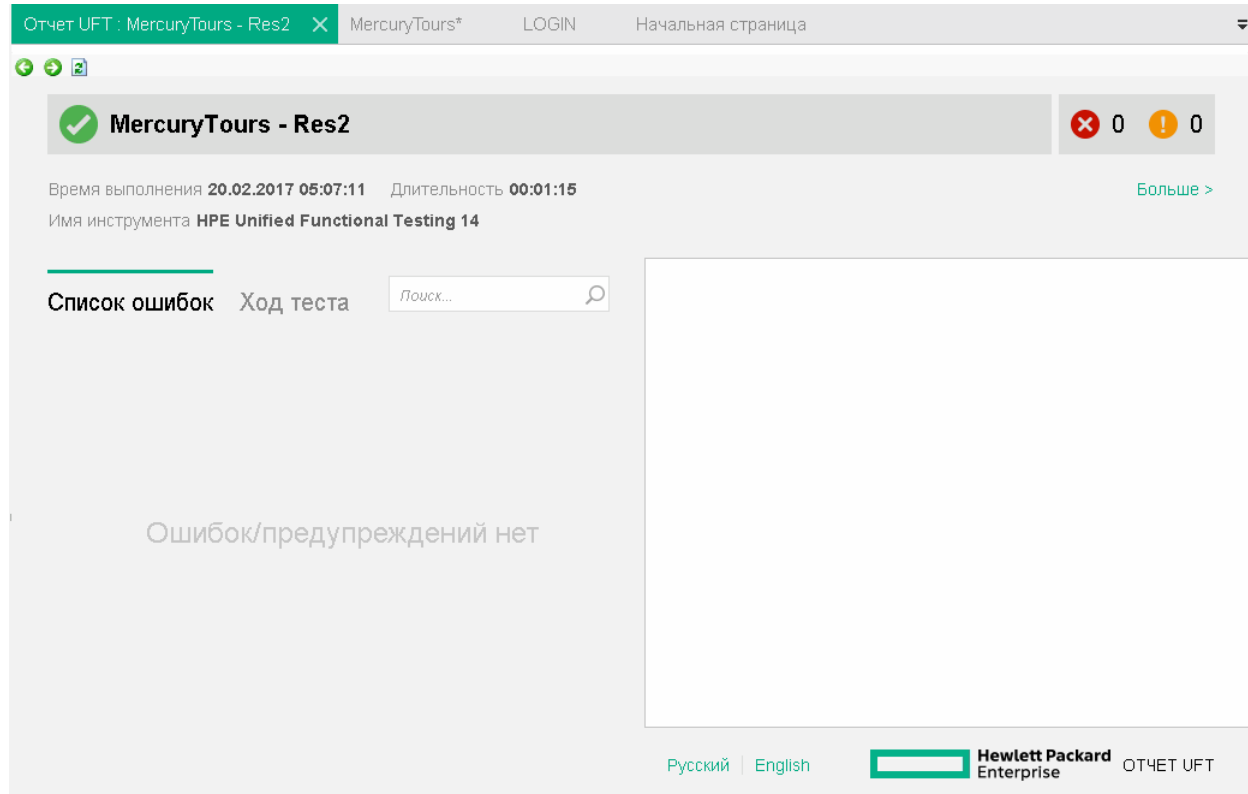 Отчет UFT : MercuryTours - Res2 MercuryTours* LOGIN Начальная страница
MercuryTours - Res2 0 0
Время выполнения 20.02.2017 05:07:11 Длительность 00:01:15 Больше >
Имя инструмента HPE Unified Functional Testing 14
Список ошибок Ход теста Поиск...
Ошибок/предупреждений нет
Русский English Hewlett Packard Enterprise ОТЧЕТ UFT